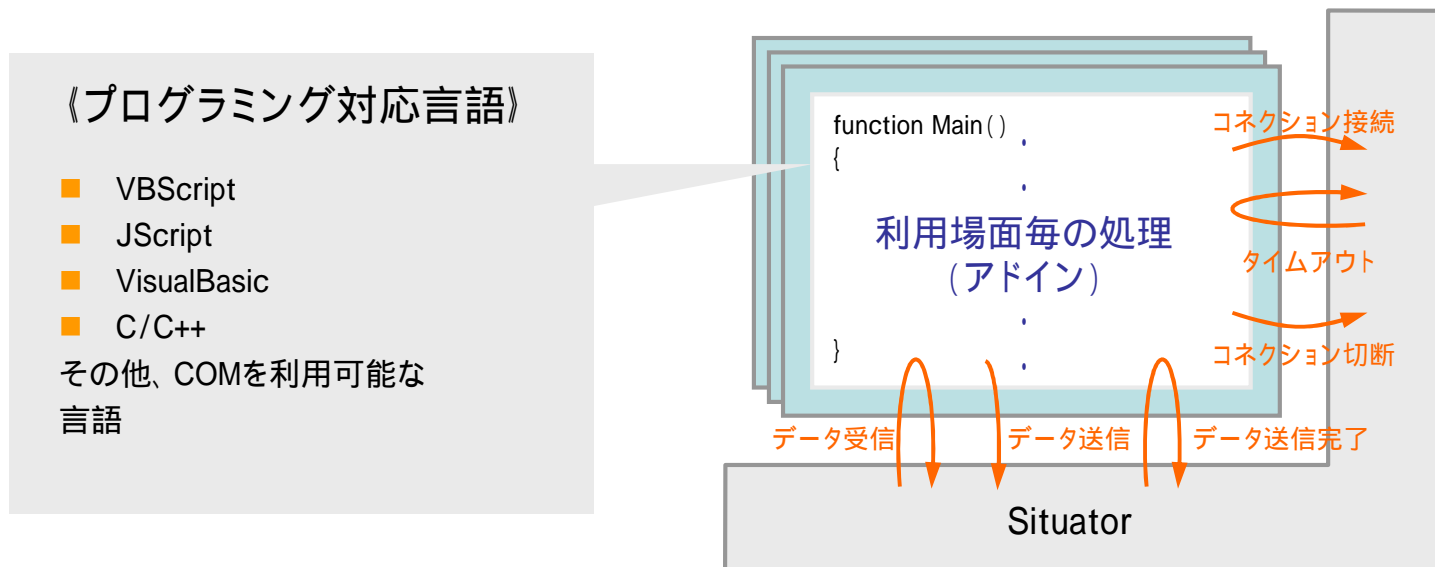 《プログラミング対応言語》
VBScript
JScript
VisualBasic
C/C++
その他、COMを利用可能な
言語
function Main()
{
利用場面毎の処理
(アドイン)
}
コネクション接続
タイムアウト
コネクション切断
データ受信
データ送信
データ送信完了
Situator